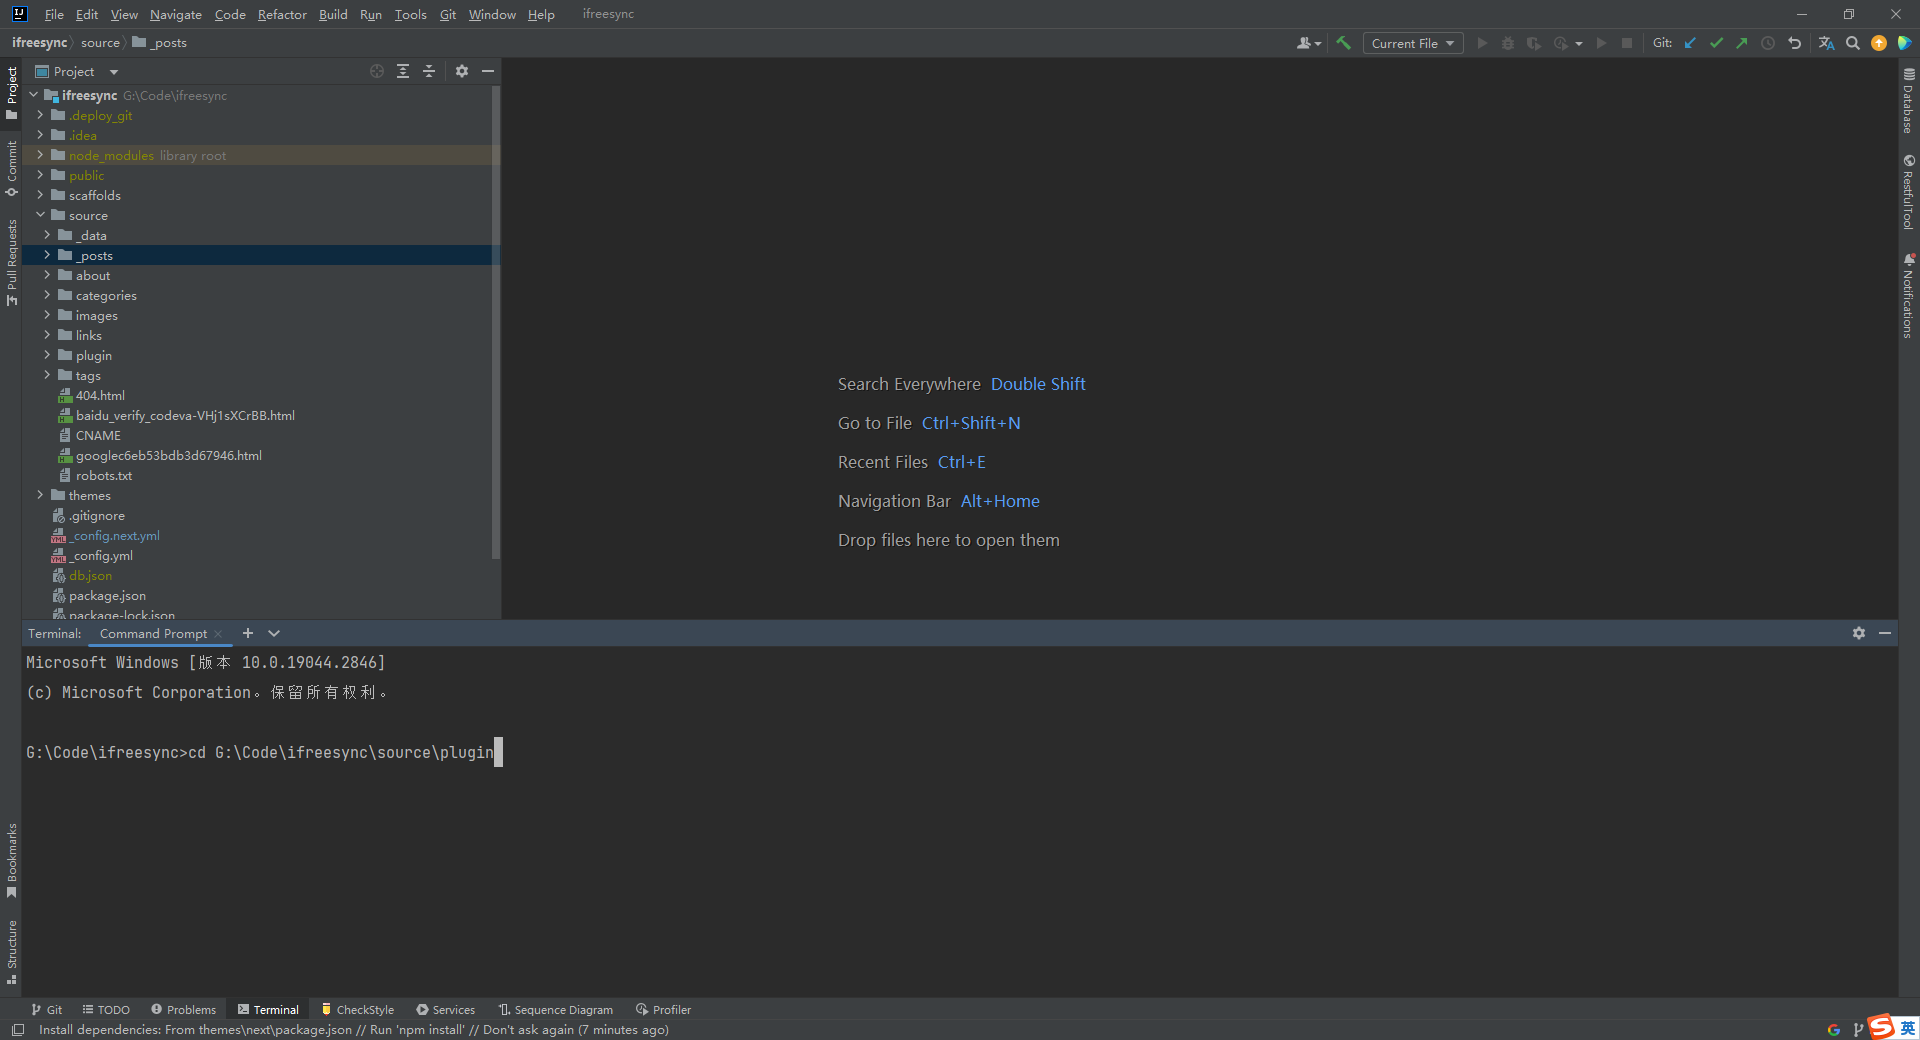 File Edit View Navigate Code Refactor Build Run Tools Git Window Help ifreesync
ifreesync source _posts
Current File
Git:
Project
ifreesync G:\Code\ifreesync
.deploy_git
.idea
node_modules library root
public
scaffolds
source
_data
_posts
about
categories
images
links
plugin
tags
404.html
baidu_verify_codeva-VHj1sXCrBB.html
CNAME
googlec6eb53bdb3d67946.html
robots.txt
themes
.gitignore
_config.next.yml
_config.yml
db.json
package.json
package-lock.json
Project
Commit
Pull Requests
Bookmarks
Structure
Search Everywhere Double Shift
Go to File Ctrl+Shift+N
Recent Files Ctrl+E
Navigation Bar Alt+Home
Drop files here to open them
Database
RestfulTool
Notifications
Terminal: Command Prompt
Microsoft Windows [版本 10.0.19044.2846]
(c) Microsoft Corporation。保留所有权利。
G:\Code\ifreesync>cd G:\Code\ifreesync\source\plugin
Git TODO Problems Terminal CheckStyle Services Sequence Diagram Profiler
Install dependencies: From themes\next\package.json // Run 'npm install' // Don't ask again (7 minutes ago)
英